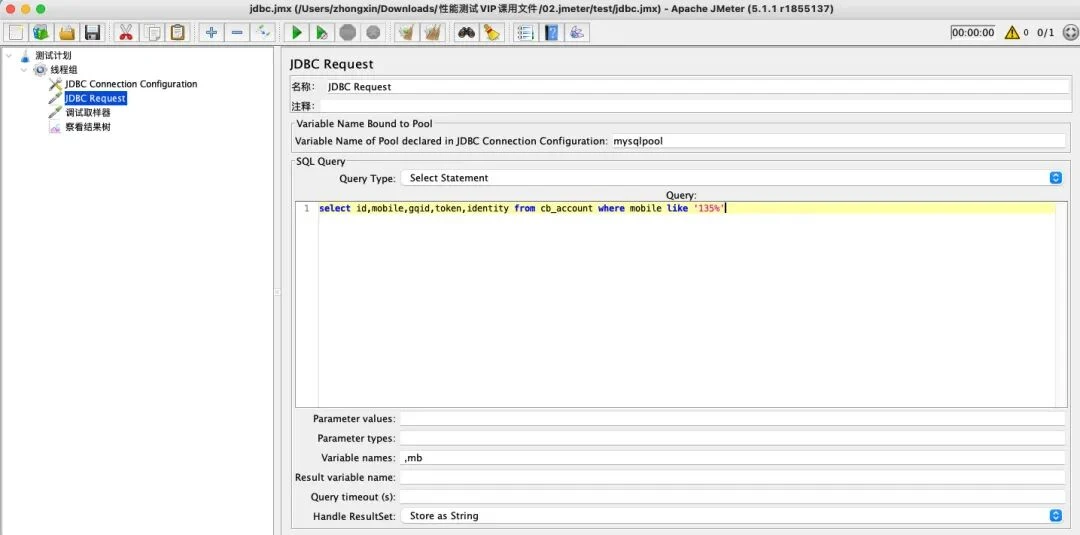 jdbc.jmx (/Users/zhongxin/Downloads/性能测试VIP课用文件/02.jmeter/test/jdbc.jmx) - Apache JMeter (5.1.1 r1855137)
00:00:00 0 0/1
测试计划
线程组
JDBC Connection Configuration
JDBC Request
调试取样器
察看结果树
JDBC Request
名称: JDBC Request
注释:
Variable Name Bound to Pool
Variable Name of Pool declared in JDBC Connection Configuration: mysqlpool
SQL Query
Query Type: Select Statement
Query:
1 select id,mobile,gqid,token,identity from cb_account where mobile like '135%'
Parameter values:
Parameter types:
Variable names: ,mb
Result variable name:
Query timeout (s):
Handle ResultSet: Store as String